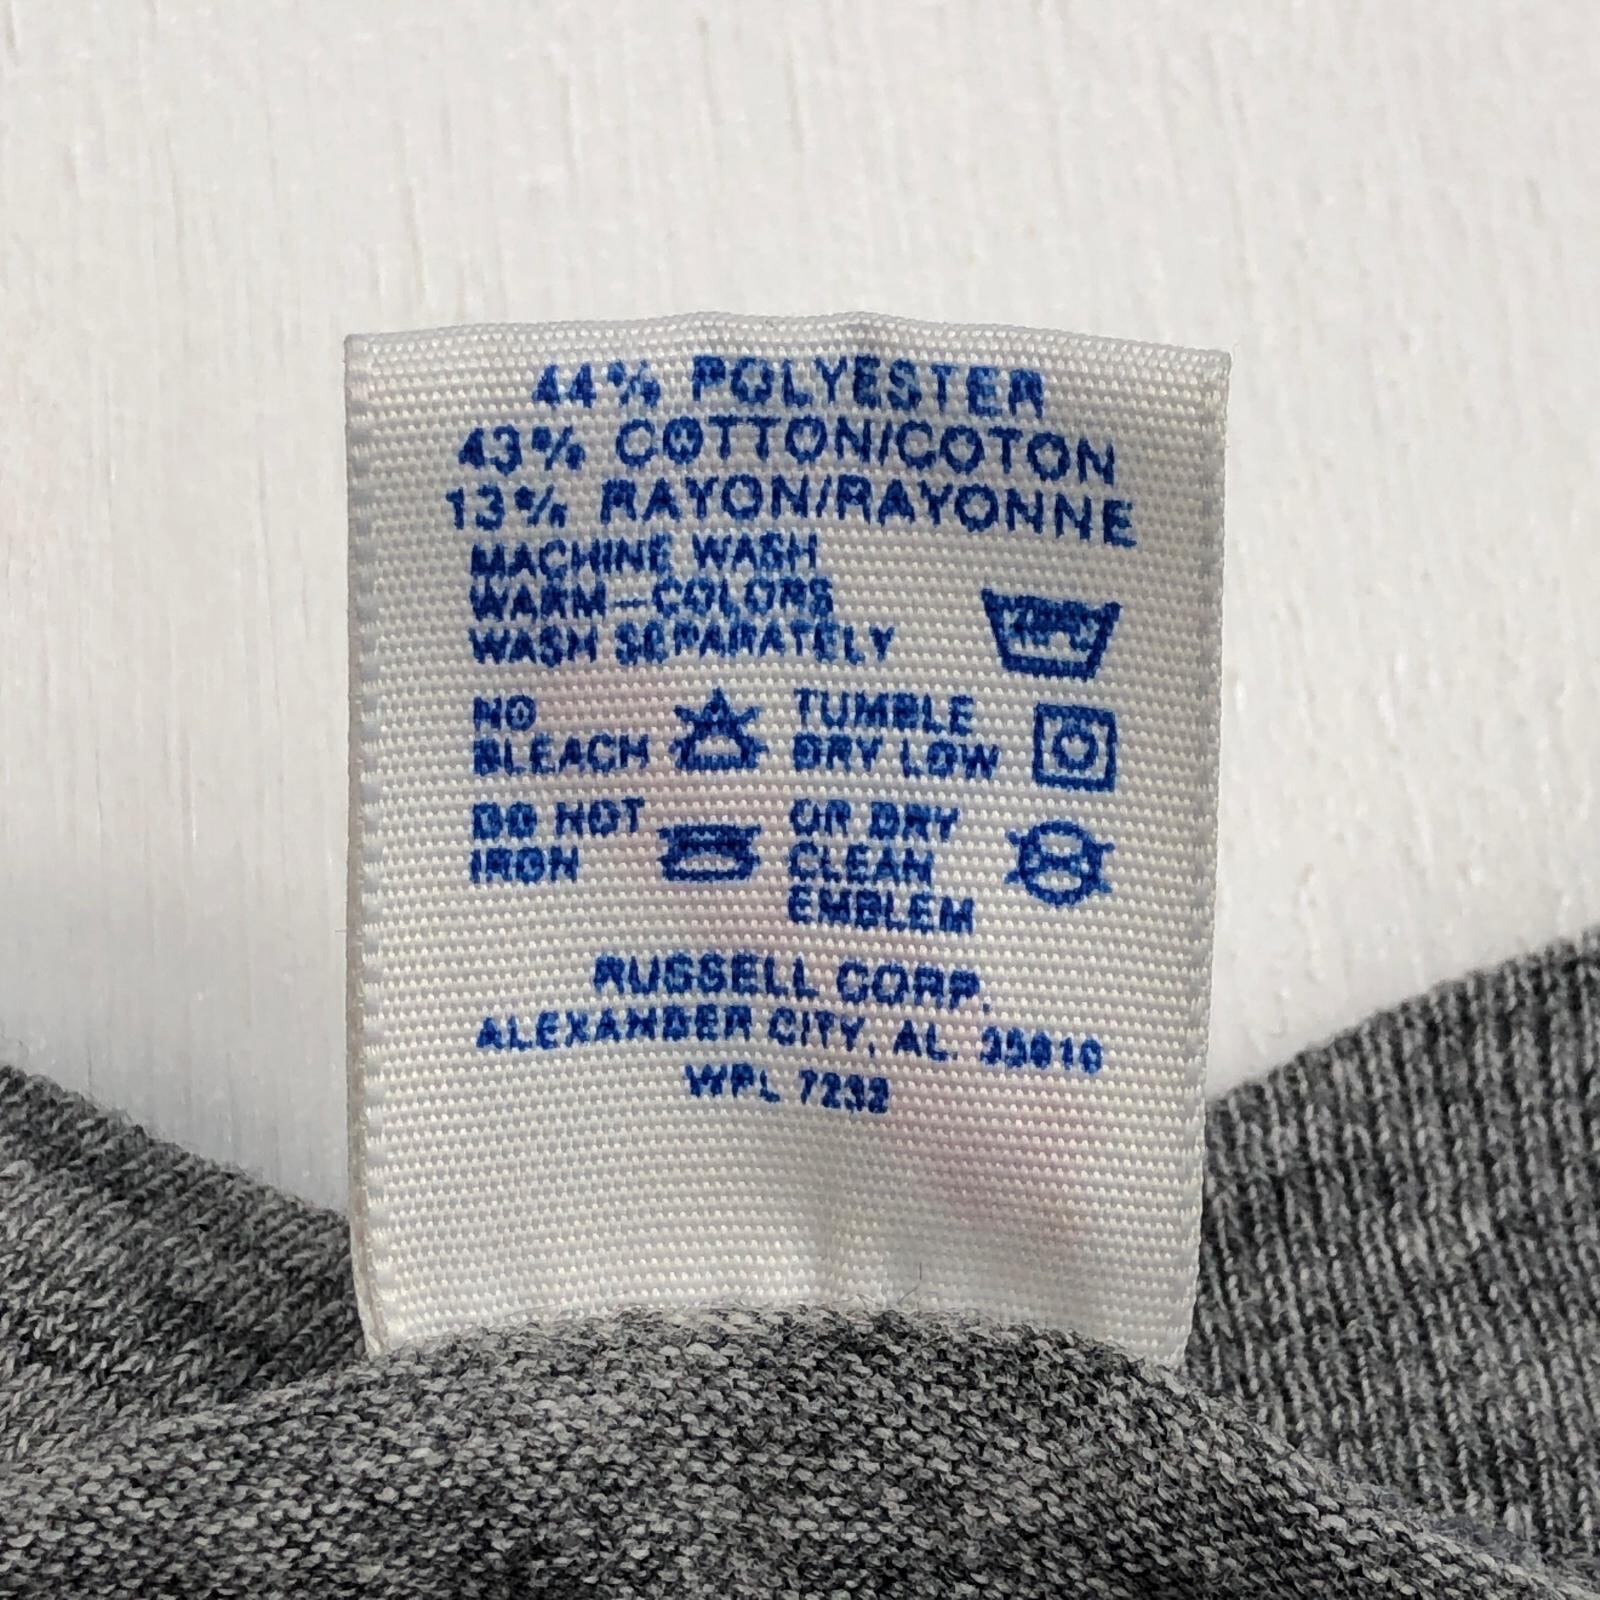 44% POLYESTER
43% COTTON/COTON
13% RAYON/RAYONNE
MACHINE WASH
WARM—COLORS
WASH SEPARATELY
NO
BLEACH
TUMBLE
DRY LOW
DO NOT
IRON
OR DRY
CLEAN
EMBLEM
RUSSELL CORP.
ALEXANDER CITY, AL. 35010
WPL 7232